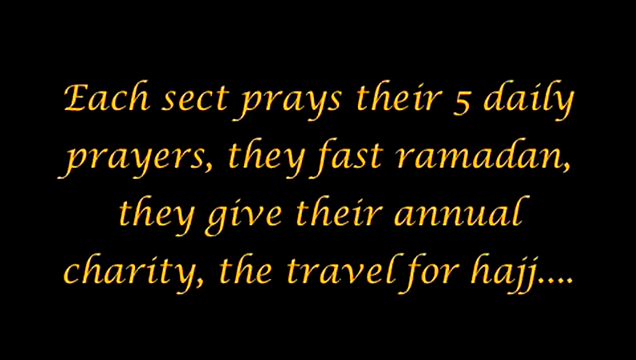 Each sect prays their 5 daily
prayers, they fast ramadan,
they give their annual
charity, the travel for hajj....